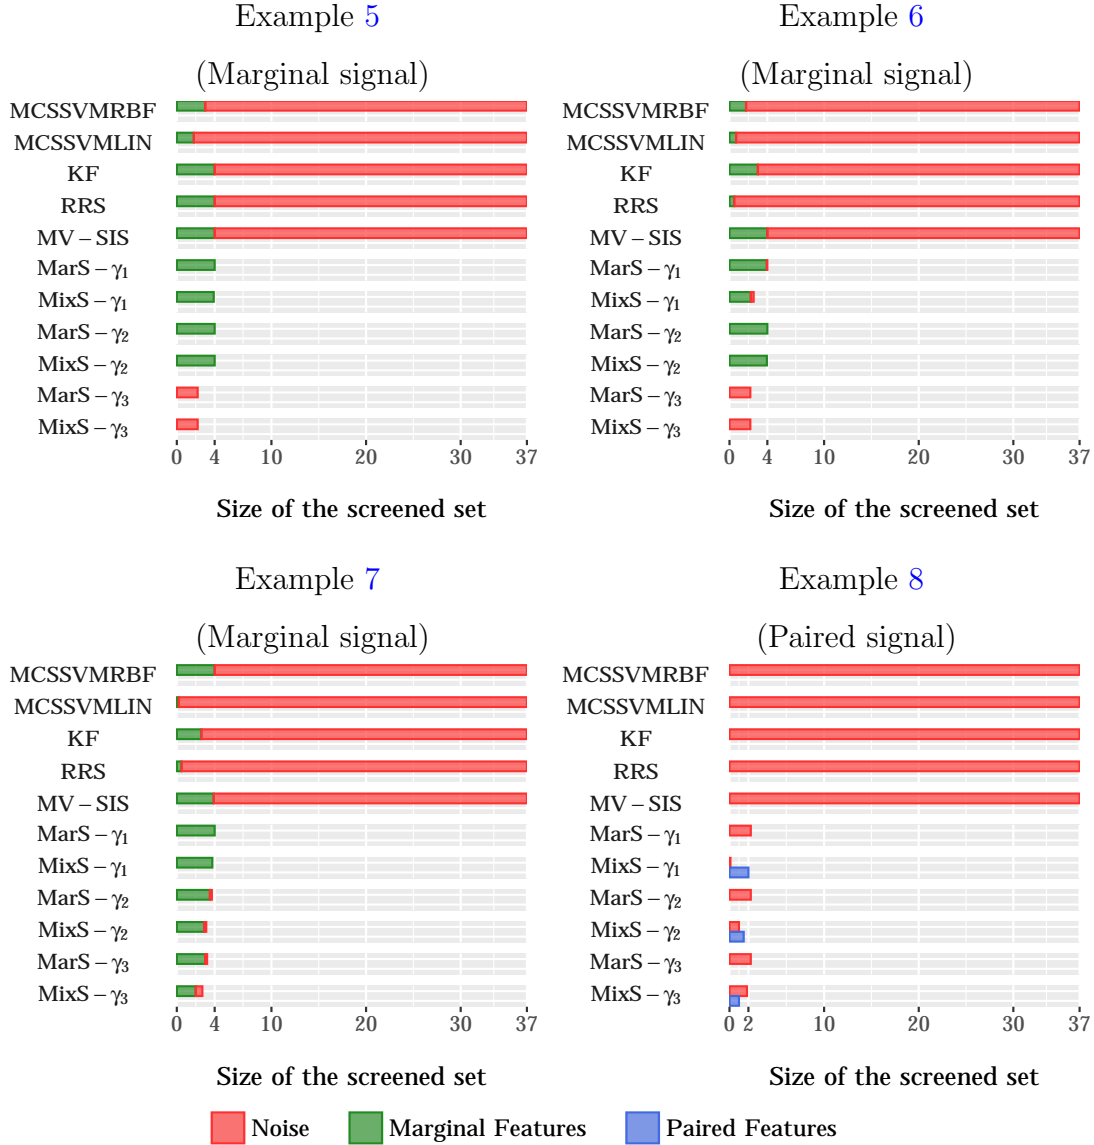 Example 5
(Marginal signal)
MCSSVMRBF
MCSSVMLIN
KF
RRS
MV – SIS
MarS – γ₁
MixS – γ₁
MarS – γ₂
MixS – γ₂
MarS – γ₃
MixS – γ₃
0 4 10 20 30 37
Size of the screened set
Example 6
(Marginal signal)
MCSSVMRBF
MCSSVMLIN
KF
RRS
MV – SIS
MarS – γ₁
MixS – γ₁
MarS – γ₂
MixS – γ₂
MarS – γ₃
MixS – γ₃
0 4 10 20 30 37
Size of the screened set
Example 7
(Marginal signal)
MCSSVMRBF
MCSSVMLIN
KF
RRS
MV – SIS
MarS – γ₁
MixS – γ₁
MarS – γ₂
MixS – γ₂
MarS – γ₃
MixS – γ₃
0 4 10 20 30 37
Size of the screened set
Example 8
(Paired signal)
MCSSVMRBF
MCSSVMLIN
KF
RRS
MV – SIS
MarS – γ₁
MixS – γ₁
MarS – γ₂
MixS – γ₂
MarS – γ₃
MixS – γ₃
0 2 10 20 30 37
Size of the screened set
Noise Marginal Features Paired Features